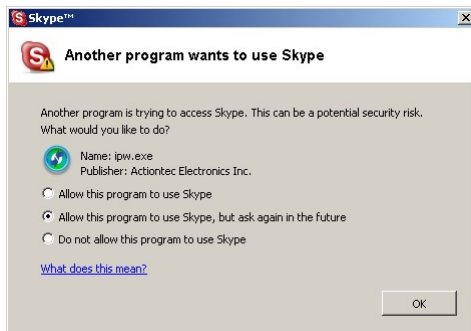 Skype™
Another program wants to use Skype
Another program is trying to access Skype. This can be a potential security risk.
What would you like to do?
Name: ipw.exe
Publisher: Actiontec Electronics Inc.
Allow this program to use Skype
Allow this program to use Skype, but ask again in the future
Do not allow this program to use Skype
What does this mean?
OK